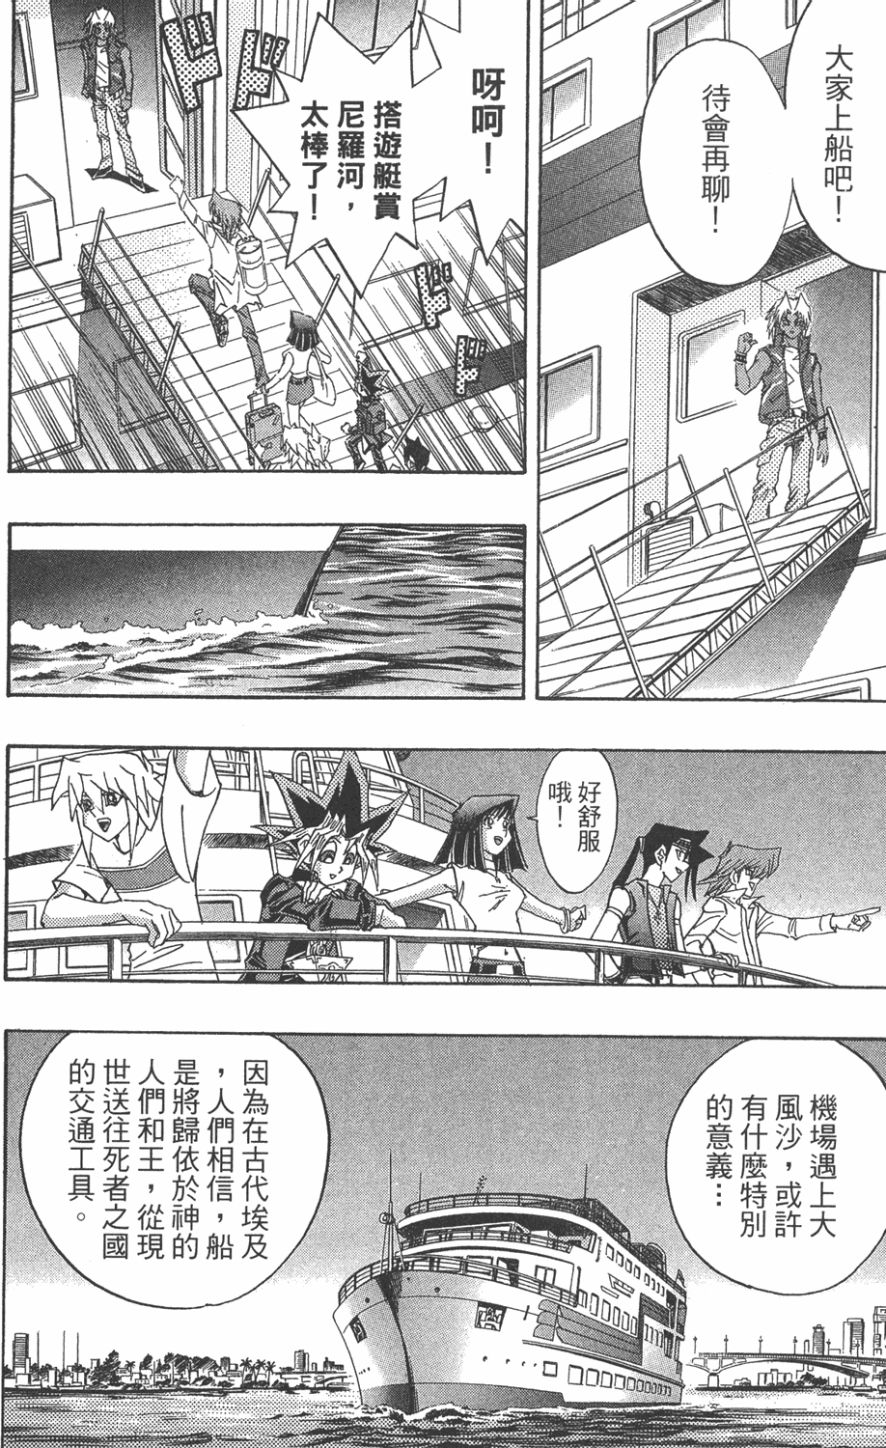 大家上船吧！
待會再聊！
呀呵！
搭遊艇賞
尼羅河，
太棒了！
ドド
ドド
好舒服
哦！
機場遇上大
風沙，或許
有什麼特別
的意義…
因為在古代埃及
，人們相信，船
是將歸依於神的
人們和王，從現
世送往死者之國
的交通工具。